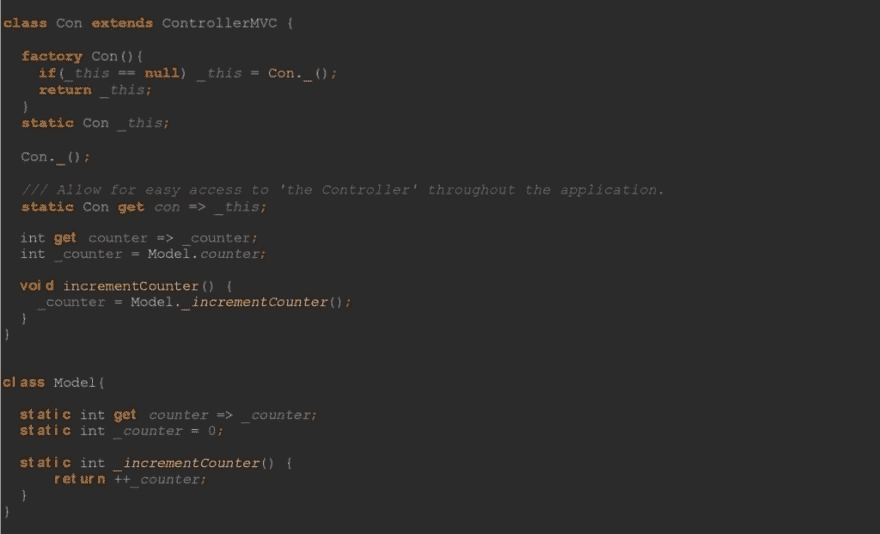 class Con extends ControllerMVC {
factory Con(){
if(_this == null) _this = Con._();
return _this;
}
static Con _this;
Con._();
/// Allow for easy access to 'the Controller' throughout the application.
static Con get con => _this;
int get counter => _counter;
int _counter = Model.counter;
void incrementCounter() {
_counter = Model._incrementCounter();
}
}
class Model{
static int get counter => _counter;
static int _counter = 0;
static int _incrementCounter() {
return ++_counter;
}
}